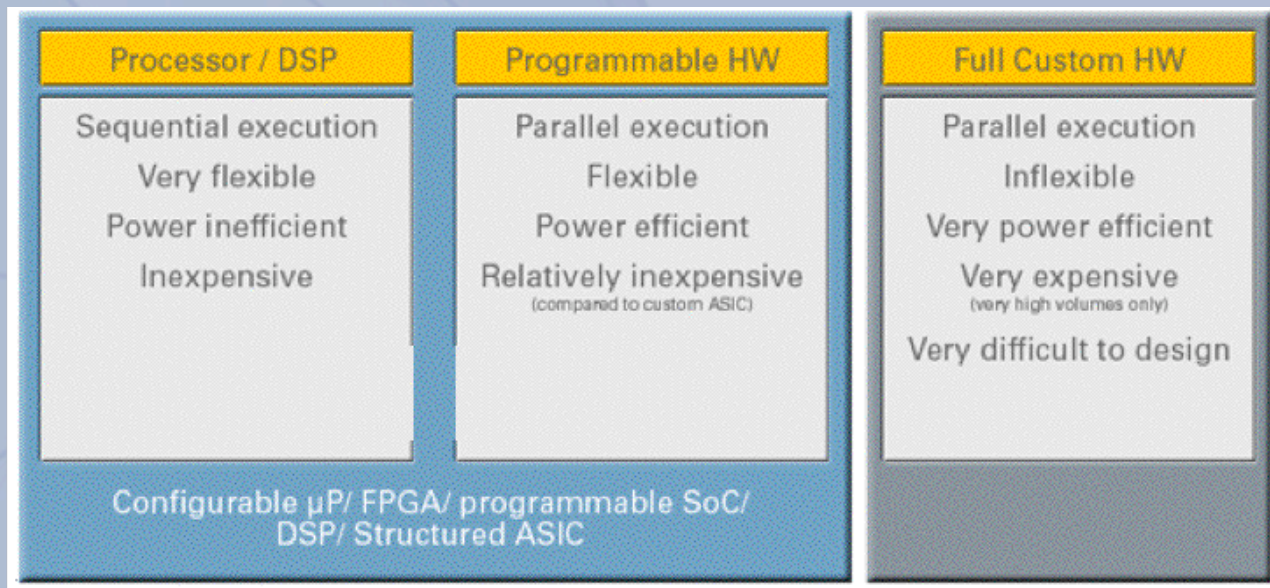 Processor / DSP
Sequential execution
Very flexible
Power inefficient
Inexpensive
Programmable HW
Parallel execution
Flexible
Power efficient
Relatively inexpensive
(compared to custom ASIC)
Configurable µP/ FPGA/ programmable SoC/
DSP/ Structured ASIC
Full Custom HW
Parallel execution
Inflexible
Very power efficient
Very expensive
(very high volumes only)
Very difficult to design